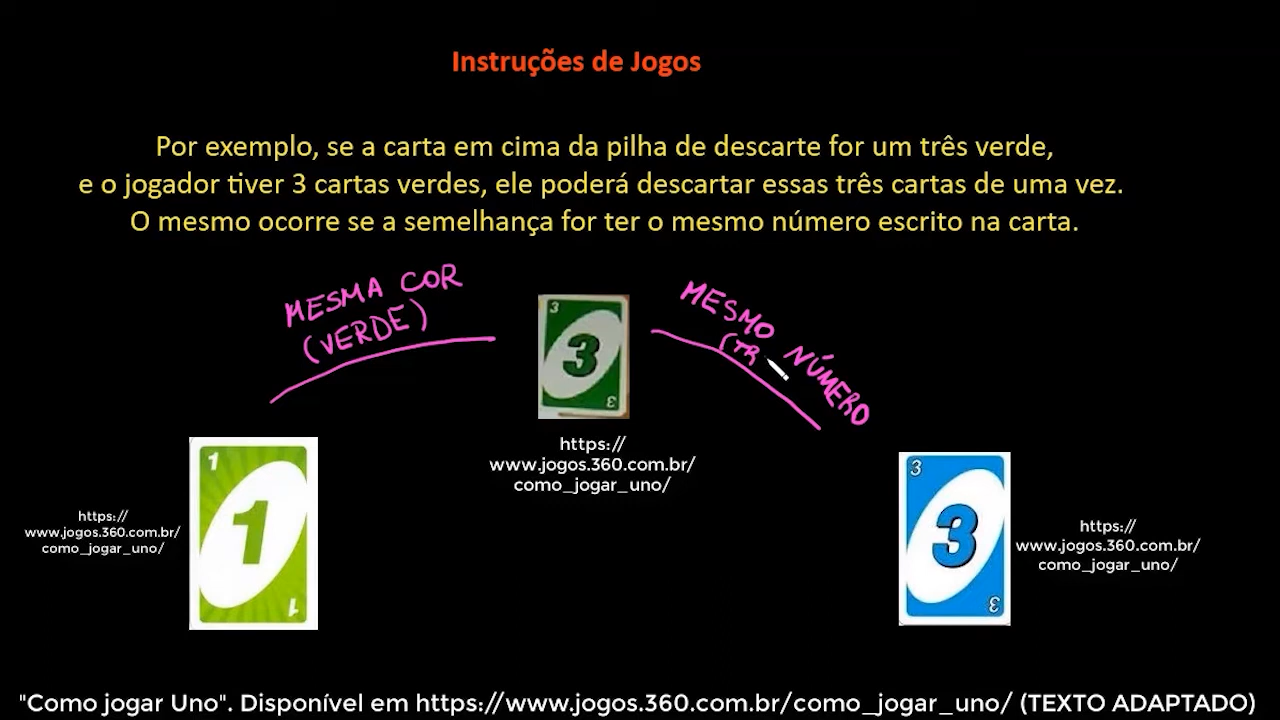 Instruções de Jogos
Por exemplo, se a carta em cima da pilha de descarte for um três verde,
e o jogador tiver 3 cartas verdes, ele poderá descartar essas três cartas de uma vez.
O mesmo ocorre se a semelhança for ter o mesmo número escrito na carta.
MESMA COR
(VERDE)
MESMO NÚMERO
(TR
3
3
3
https://
www.jogos.360.com.br/
como_jogar_uno/
1
1
1
https://
www.jogos.360.com.br/
como_jogar_uno/
3
3
3
https://
www.jogos.360.com.br/
como_jogar_uno/
"Como jogar Uno". Disponível em https://www.jogos.360.com.br/como_jogar_uno/ (TEXTO ADAPTADO)